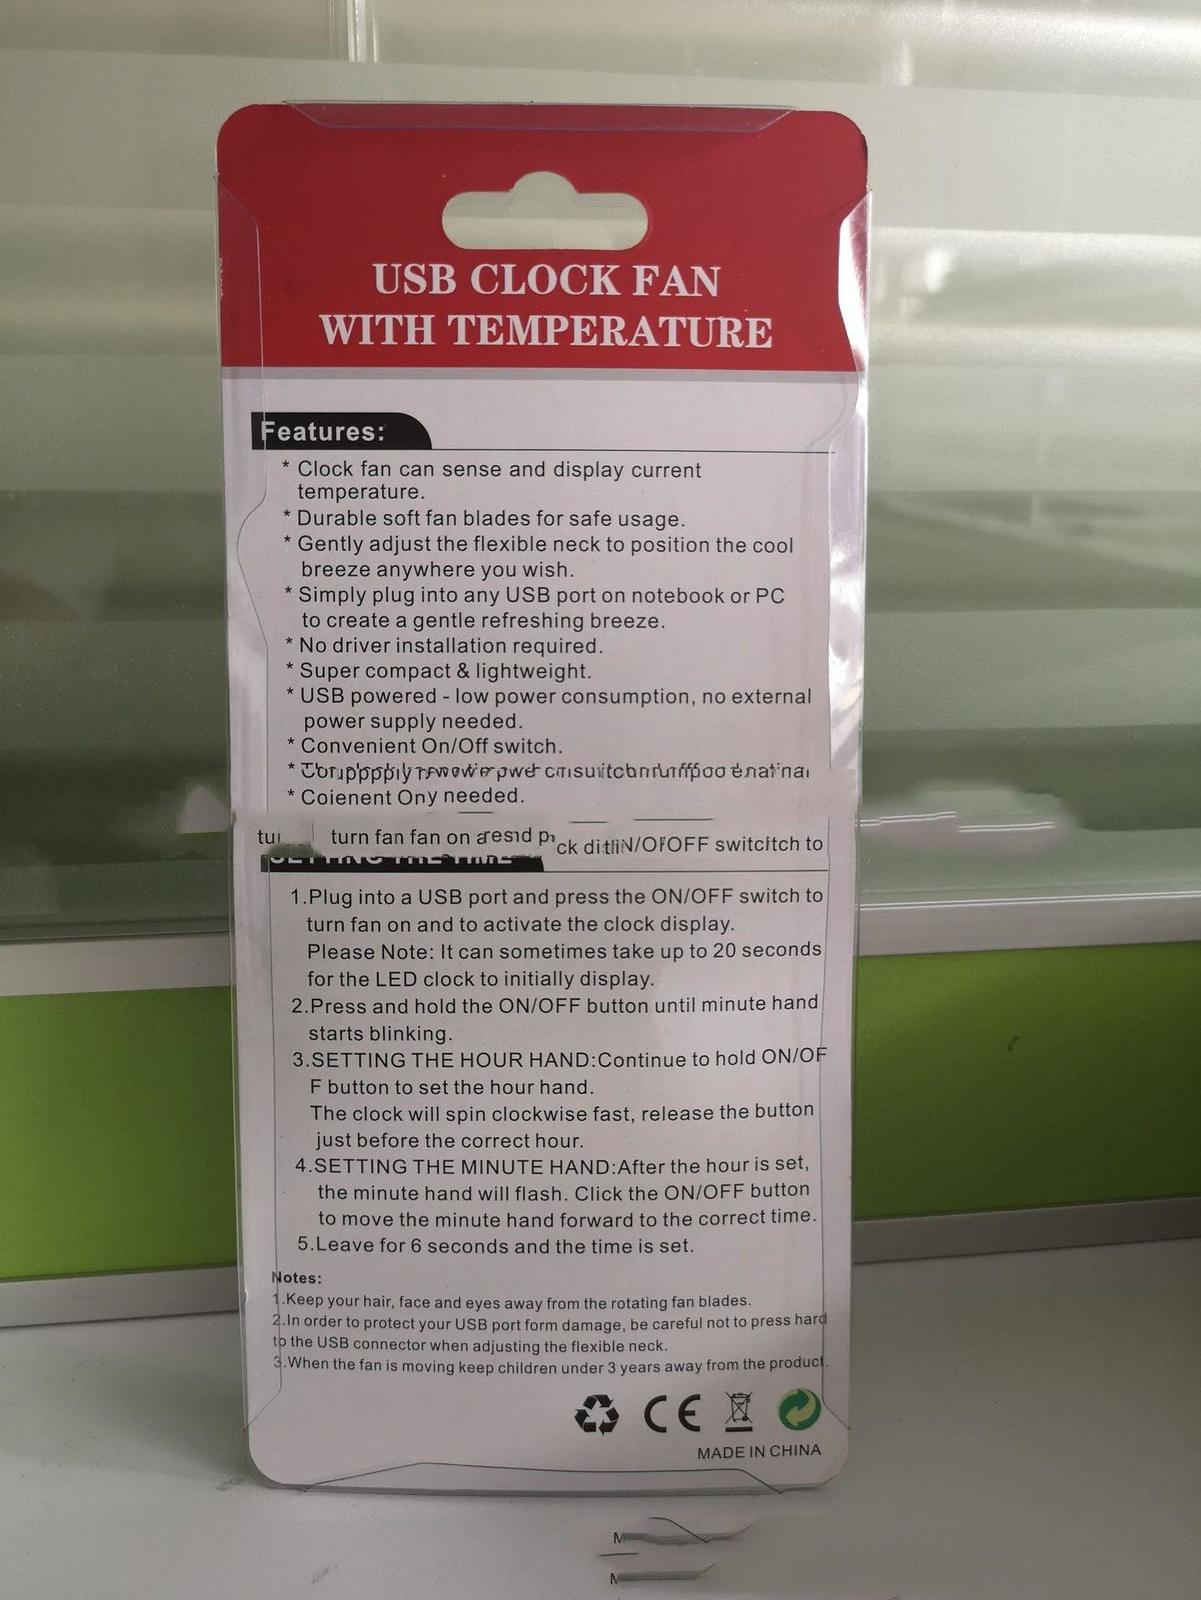 USB CLOCK FAN
WITH TEMPERATURE
Features:
* Clock fan can sense and display current
temperature.
* Durable soft fan blades for safe usage.
* Gently adjust the flexible neck to position the cool
breeze anywhere you wish.
* Simply plug into any USB port on notebook or PC
to create a gentle refreshing breeze.
* No driver installation required.
* Super compact & lightweight.
* USB powered - low power consumption, no external
power supply needed.
* Convenient On/Off switch.
*
* Coienent Ony needed.
turn fan fan on a switcitch to
SETTING THE TIME
1.Plug into a USB port and press the ON/OFF switch to
turn fan on and to activate the clock display.
Please Note: It can sometimes take up to 20 seconds
for the LED clock to initially display.
2.Press and hold the ON/OFF button until minute hand
starts blinking.
3.SETTING THE HOUR HAND:Continue to hold ON/OF
F button to set the hour hand.
The clock will spin clockwise fast, release the button
just before the correct hour.
4.SETTING THE MINUTE HAND:After the hour is set,
the minute hand will flash. Click the ON/OFF button
to move the minute hand forward to the correct time.
5.Leave for 6 seconds and the time is set.
Notes:
1.Keep your hair, face and eyes away from the rotating fan blades.
2.In order to protect your USB port form damage, be careful not to press hard
to the USB connector when adjusting the flexible neck.
3.When the fan is moving keep children under 3 years away from the product.
CE
MADE IN CHINA